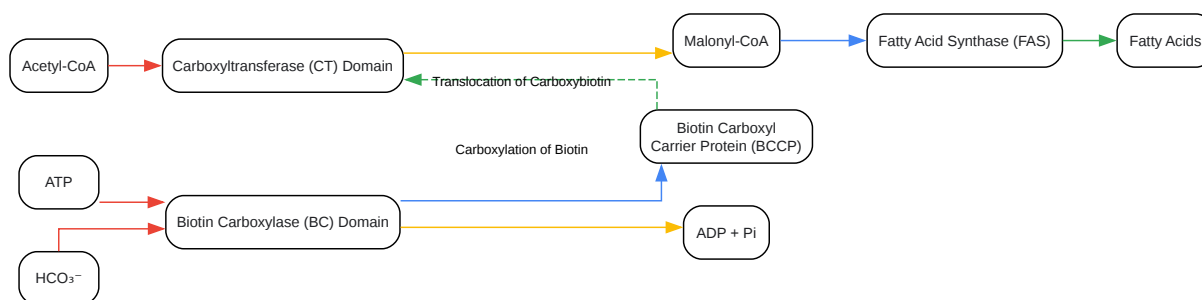 Acetyl-CoA
Carboxyltransferase (CT) Domain
Malonyl-CoA
Fatty Acid Synthase (FAS)
Fatty Acids
Translocation of Carboxybiotin
Biotin Carboxyl
Carrier Protein (BCCP)
Carboxylation of Biotin
ATP
Biotin Carboxylase (BC) Domain
ADP + Pi
HCO₃⁻